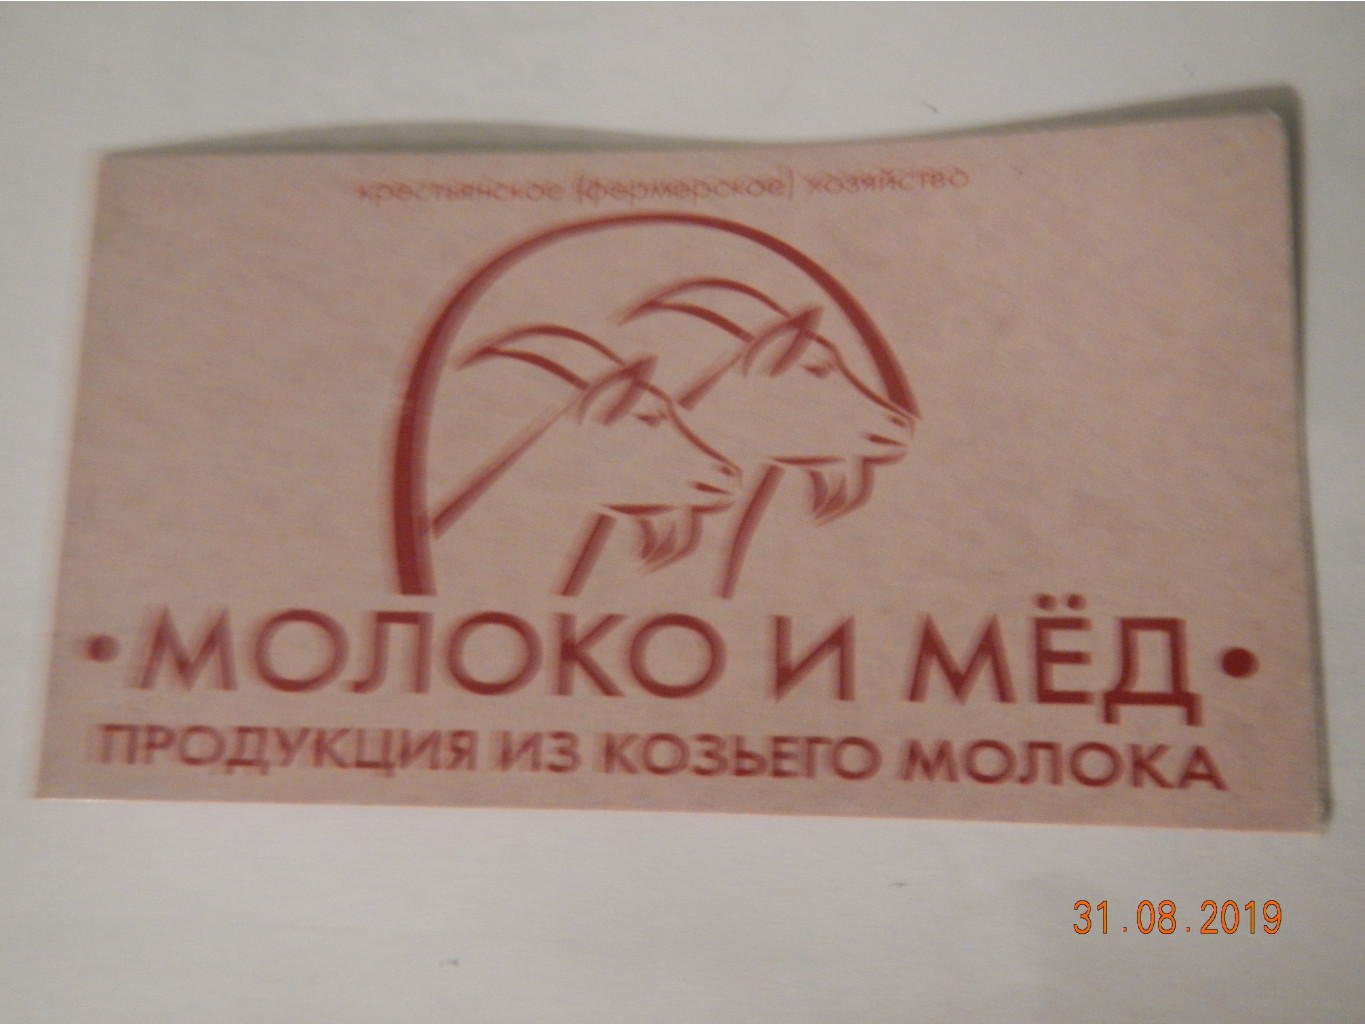 крестьянское (фермерское) хозяйство
• МОЛОКО И МЁД •
ПРОДУКЦИЯ ИЗ КОЗЬЕГО МОЛОКА
31.08.2019